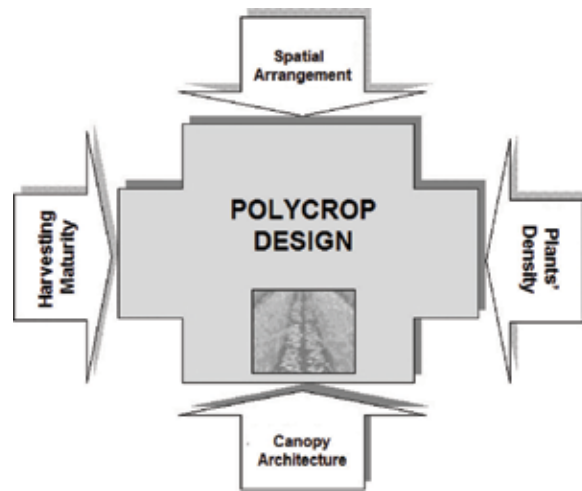 Spatial
Arrangement
Harvesting
Maturity
POLYCROP
DESIGN
Plants'
Density
Canopy
Architecture